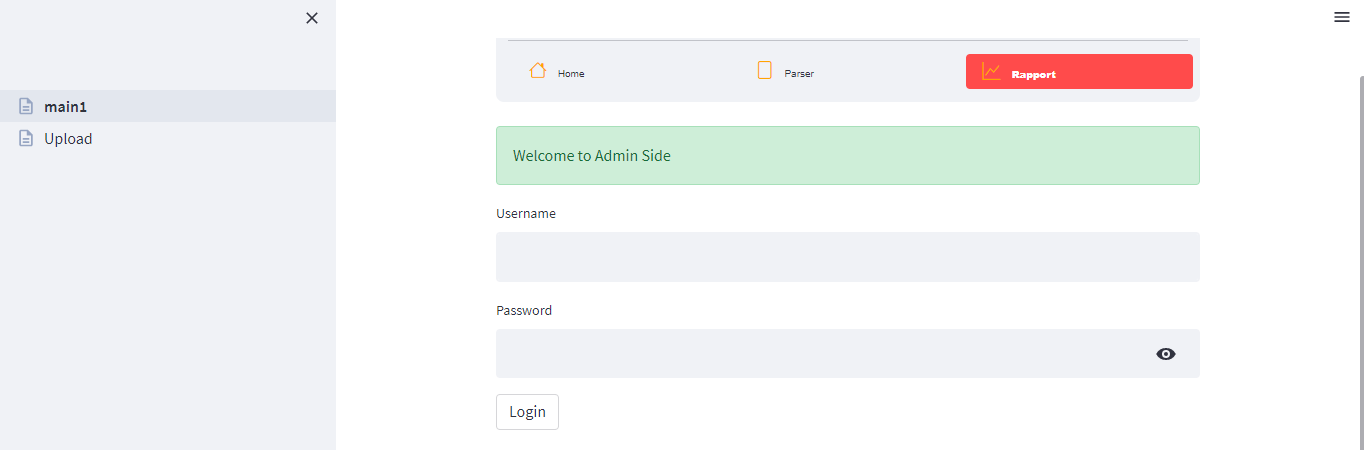 main1
Upload
Home
Parser
Rapport
Welcome to Admin Side
Username
Password
Login